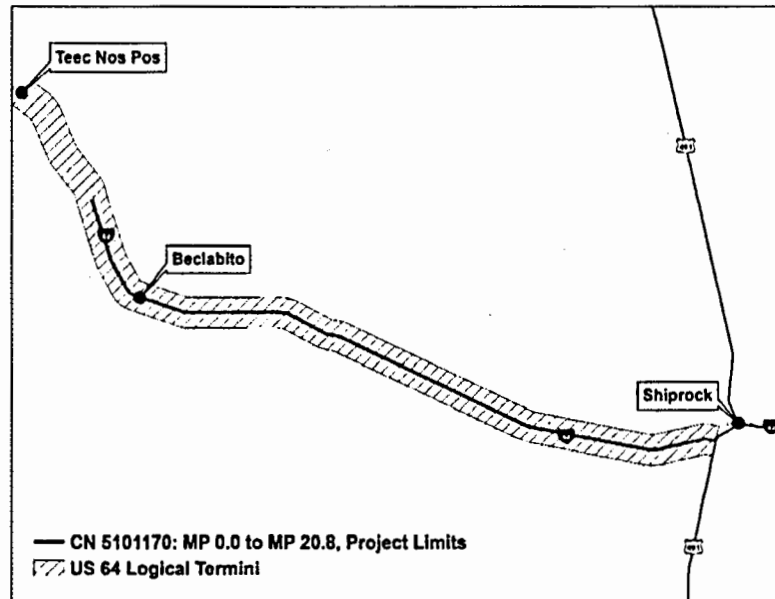 Teec Nos Pos
Beclabito
Shiprock
CN 5101170: MP 0.0 to MP 20.8, Project Limits
US 64 Logical Termini